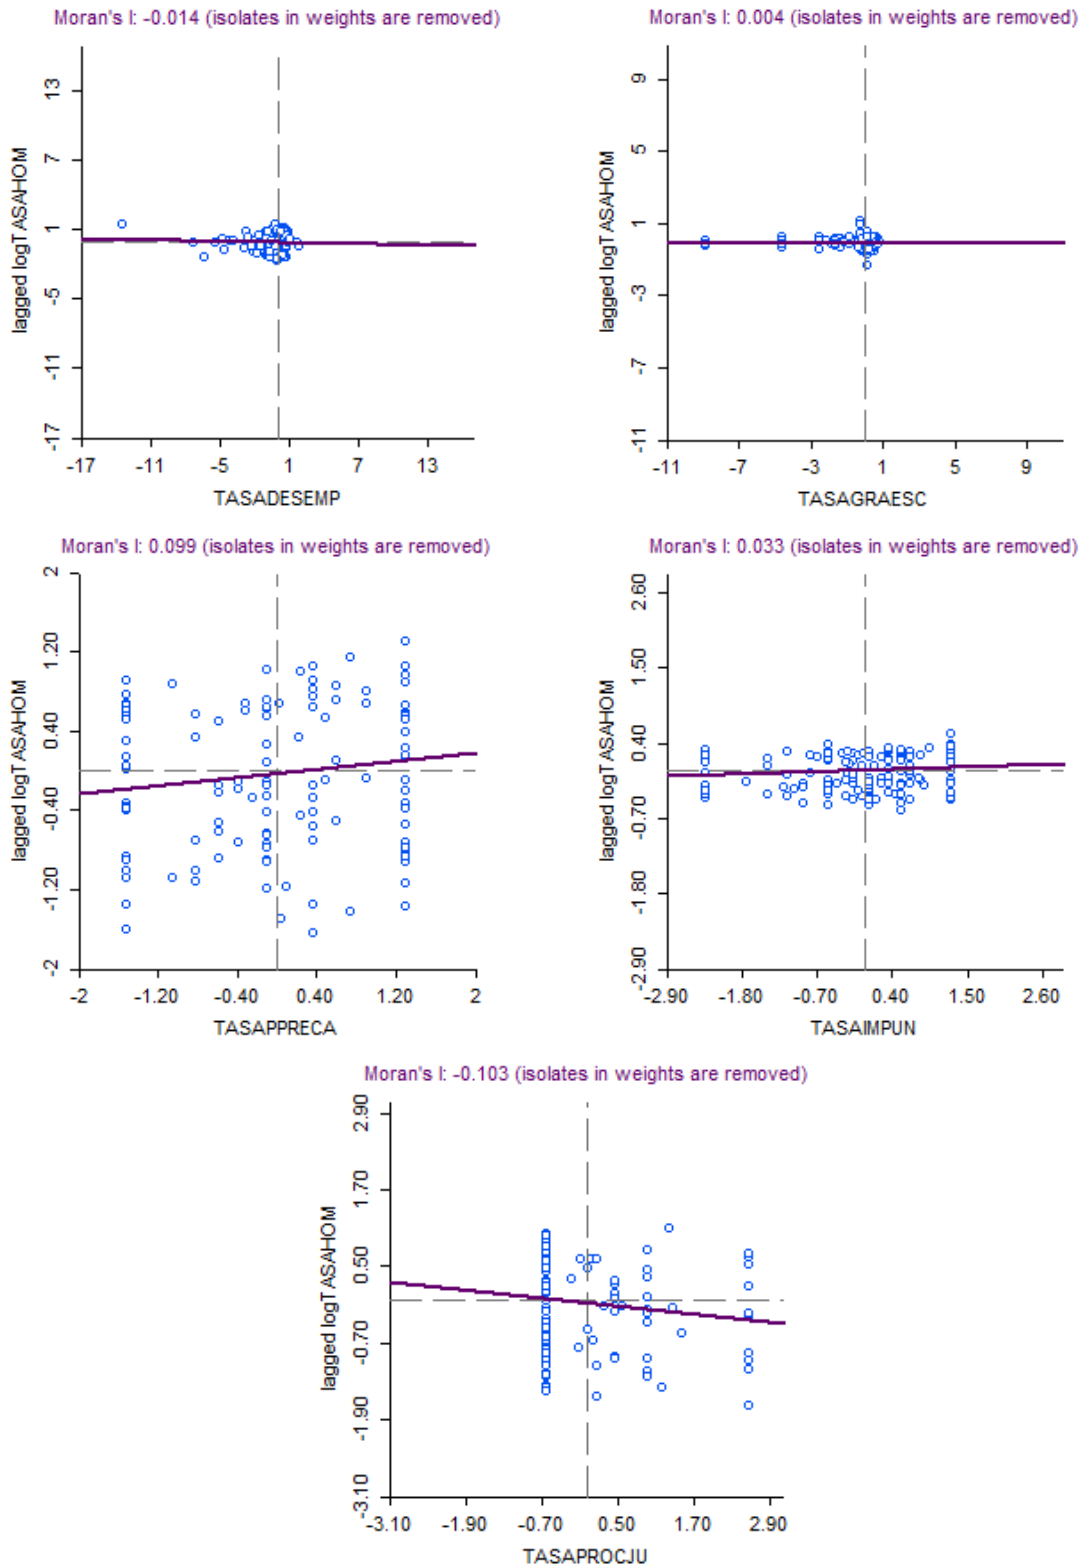 Moran's I: -0.014 (isolates in weights are removed)
13
7
1
-5
-11
-17
lagged logTASAHOM
-17 -11 -5 1 7 13
TASADESEMP
Moran's I: 0.004 (isolates in weights are removed)
9
5
1
-3
-7
-11
lagged logTASAHOM
-11 -7 -3 1 5 9
TASAGRAESC
Moran's I: 0.099 (isolates in weights are removed)
2
1.20
0.40
-0.40
-1.20
-2
lagged logTASAHOM
-2 -1.20 -0.40 0.40 1.20 2
TASAPPRECA
Moran's I: 0.033 (isolates in weights are removed)
2.60
1.50
0.40
-0.70
-1.80
-2.90
lagged logTASAHOM
-2.90 -1.80 -0.70 0.40 1.50 2.60
TASAIMPUN
Moran's I: -0.103 (isolates in weights are removed)
2.90
1.70
0.50
-0.70
-1.90
-3.10
lagged logTASAHOM
-3.10 -1.90 -0.70 0.50 1.70 2.90
TASAPROCJU